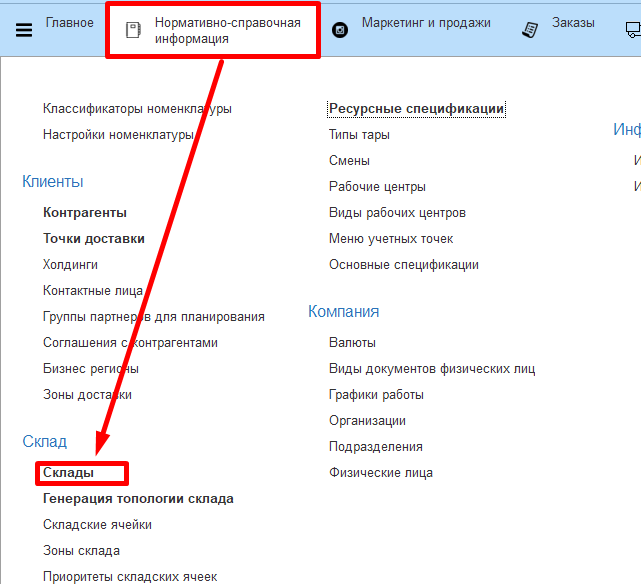 Главное
Нормативно-справочная
информация
Маркетинг и продажи
Заказы
Классификаторы номенклатуры
Настройки номенклатуры
Клиенты
Контрагенты
Точки доставки
Холдинги
Контактные лица
Группы партнеров для планирования
Соглашения с контрагентами
Бизнес регионы
Зоны доставки
Склад
Склады
Генерация топологии склада
Складские ячейки
Зоны склада
Приоритеты складских ячеек
Ресурсные спецификации
Типы тары
Смены
Рабочие центры
Виды рабочих центров
Меню учетных точек
Основные спецификации
Компания
Валюты
Виды документов физических лиц
Графики работы
Организации
Подразделения
Физические лица
Инф
И
И